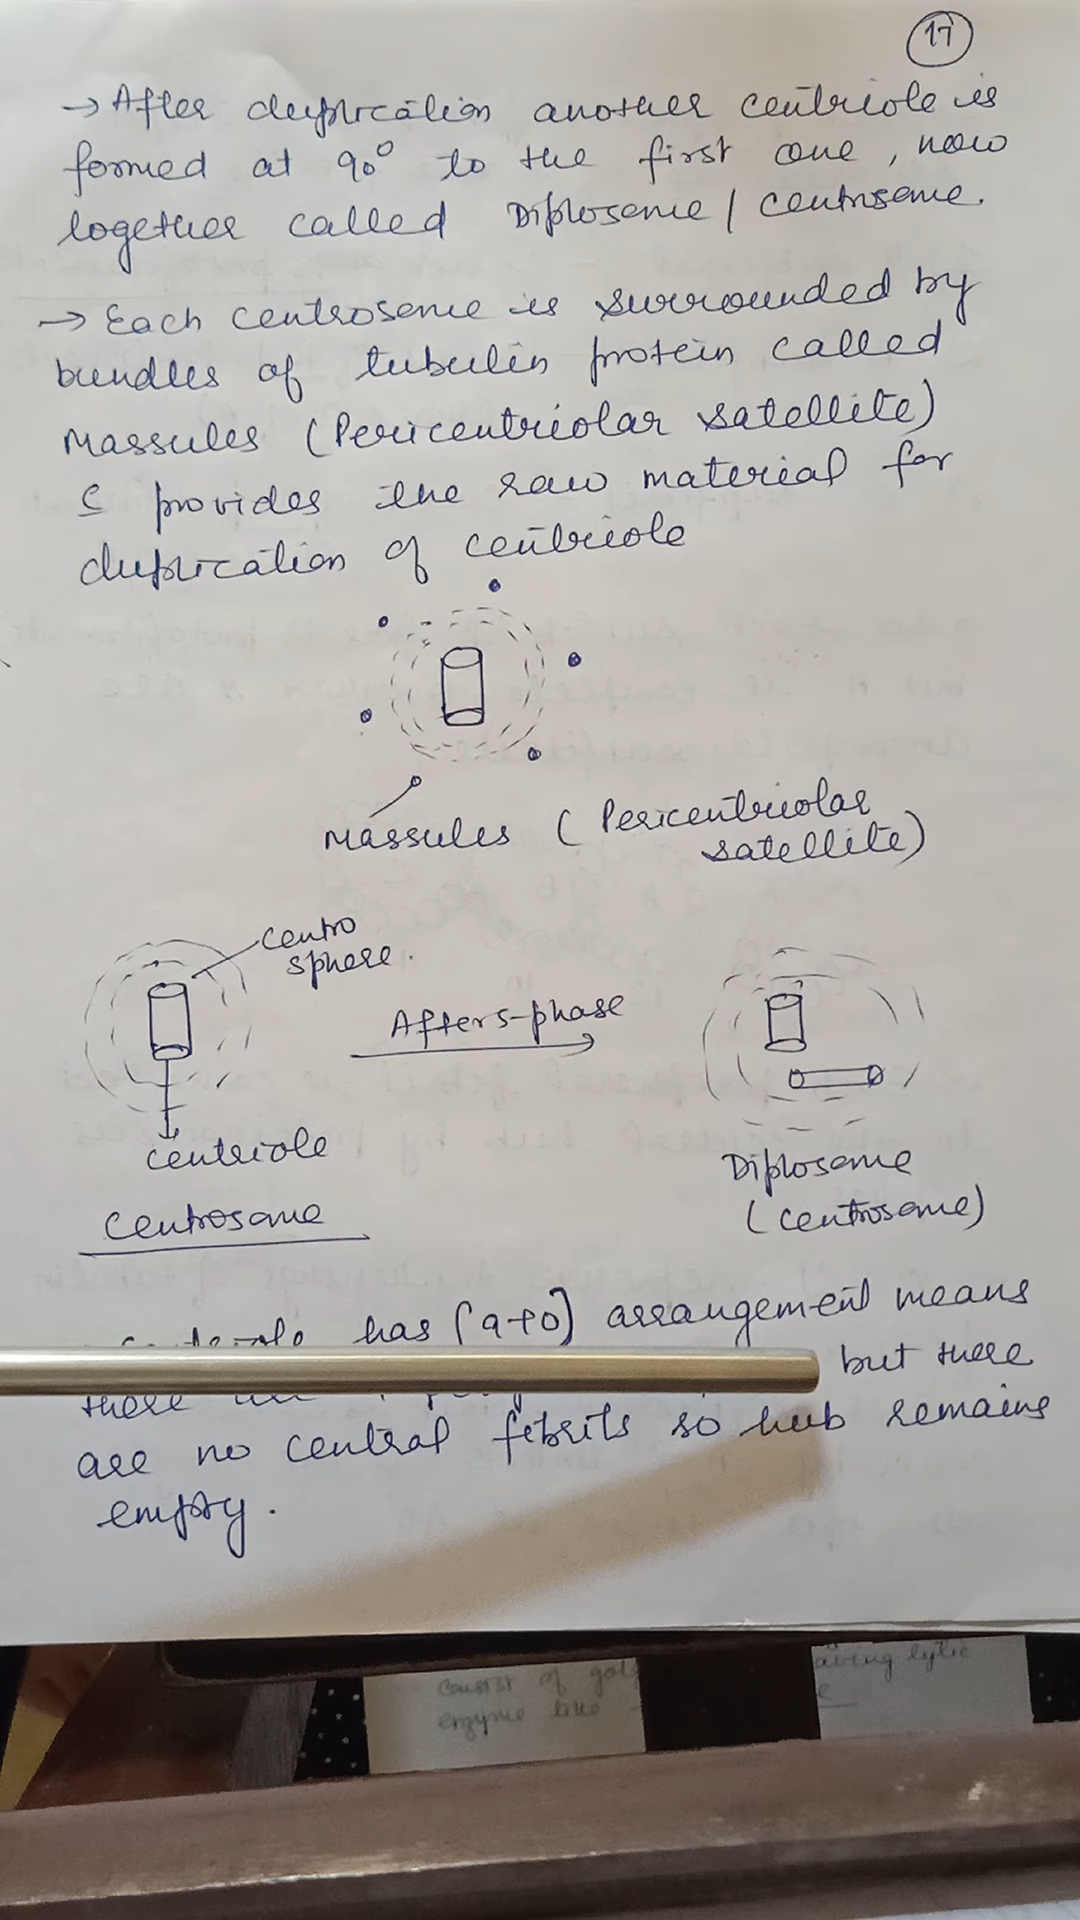 17
→ After duplication another centriole is
formed at 90° to the first one, now
together called Diplosome / centrosome.
→ Each centrosome is surrounded by
bundles of tubulin protein called
Massules (Pericentriolar satellite)
c̲ provides the raw material for
duplication of centriole
Massules ( Pericentriolar
satellite)
Centro
sphere.
After S-phase
centriole
Centrosome
Diplosome
( centrosome)
has [9+0] arrangement means
there but there
are no central fibrils so hub remains
empty.
consist of
enzyme like
lytic